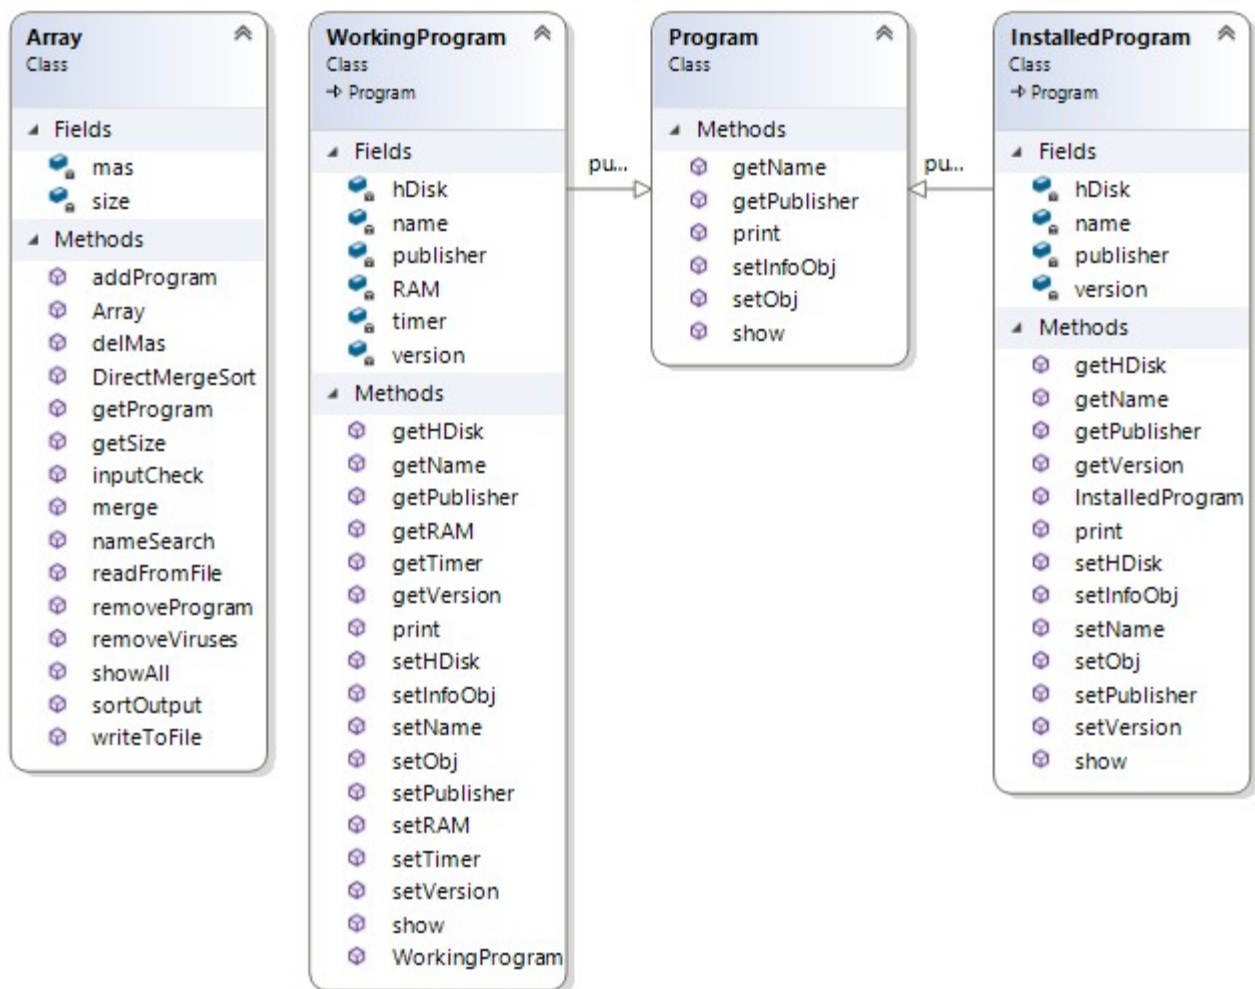 Array
Class
Fields
mas
size
Methods
addProgram
Array
delMas
DirectMergeSort
getProgram
getSize
inputCheck
merge
nameSearch
readFromFile
removeProgram
removeViruses
showAll
sortOutput
writeToFile
WorkingProgram
Class
Program
Fields
hDisk
name
publisher
RAM
timer
version
Methods
getHDisk
getName
getPublisher
getRAM
getTimer
getVersion
print
setHDisk
setInfoObj
setName
setObj
setPublisher
setRAM
setTimer
setVersion
show
WorkingProgram
pu...
Program
Class
Methods
getName
getPublisher
print
setInfoObj
setObj
show
pu...
InstalledProgram
Class
Program
Fields
hDisk
name
publisher
version
Methods
getHDisk
getName
getPublisher
getVersion
InstalledProgram
print
setHDisk
setInfoObj
setName
setObj
setPublisher
setVersion
show